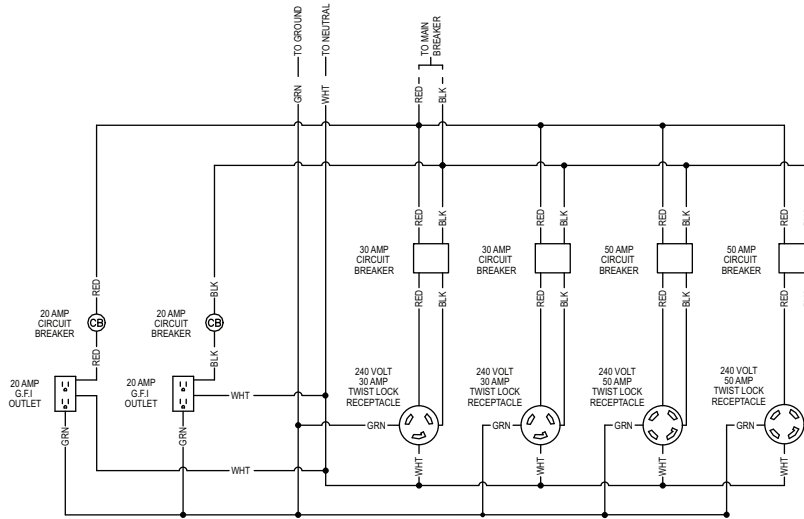 TO GROUND
TO NEUTRAL
TO MAIN
BREAKER
GRN
WHT
RED
BLK
RED
BLK
RED
BLK
RED
BLK
RED
30 AMP
CIRCUIT
BREAKER
30 AMP
CIRCUIT
BREAKER
50 AMP
CIRCUIT
BREAKER
50 AMP
CIRCUIT
BREAKER
RED
BLK
RED
BLK
RED
BLK
RED
BLK
RED
20 AMP
CIRCUIT
BREAKER
CB
20 AMP
CIRCUIT
BREAKER
CB
RED
BLK
20 AMP
G.F.I
OUTLET
20 AMP
G.F.I
OUTLET
WHT
240 VOLT
30 AMP
TWIST LOCK
RECEPTACLE
240 VOLT
30 AMP
TWIST LOCK
RECEPTACLE
240 VOLT
50 AMP
TWIST LOCK
RECEPTACLE
240 VOLT
50 AMP
TWIST LOCK
RECEPTACLE
GRN
GRN
GRN
GRN
GRN
GRN
WHT
WHT
WHT
WHT
WHT